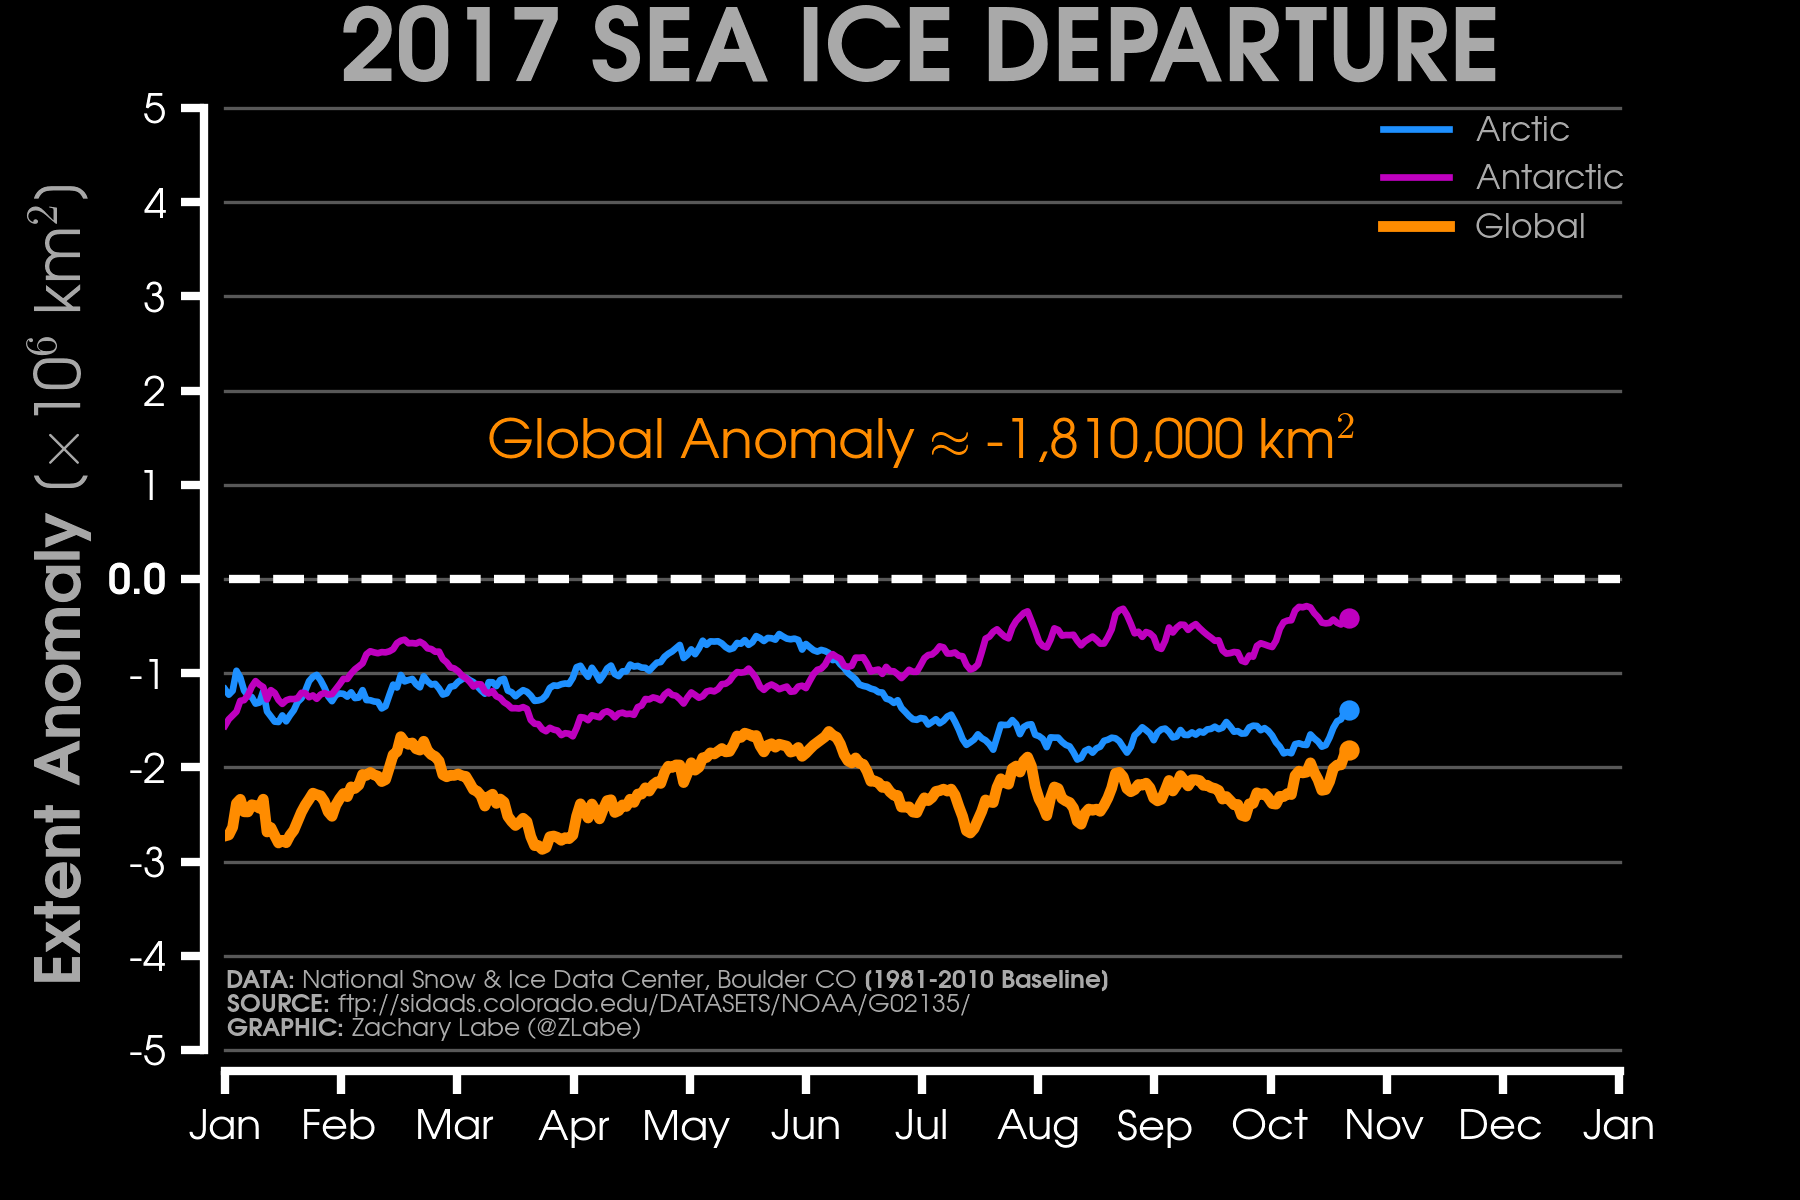 2017 SEA ICE DEPARTURE
Extent Anomaly (×10⁶ km²)
5
4
3
2
1
0.0
-1
-2
-3
-4
-5
Arctic
Antarctic
Global
Global Anomaly ≈ -1,810,000 km²
DATA: National Snow & Ice Data Center, Boulder CO (1981-2010 Baseline)
SOURCE: ftp://sidads.colorado.edu/DATASETS/NOAA/G02135/
GRAPHIC: Zachary Labe (@ZLabe)
Jan Feb Mar Apr May Jun Jul Aug Sep Oct Nov Dec Jan